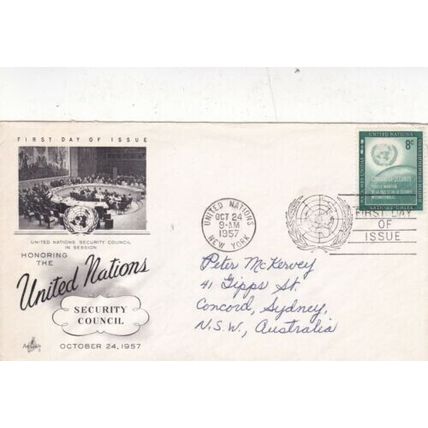 FIRST DAY OF ISSUE
UNITED NATIONS SECURITY COUNCIL
IN SESSION
HONORING
THE
United Nations
SECURITY
COUNCIL
OCTOBER 24, 1957
UNITED NATIONS
OCT 24
9-AM
1957
NEW YORK
UNITED NATIONS
8c
FIRST DAY
OF
ISSUE
Peter McKervey
41 Gipps St
Concord, Sydney,
N.S.W., Australia